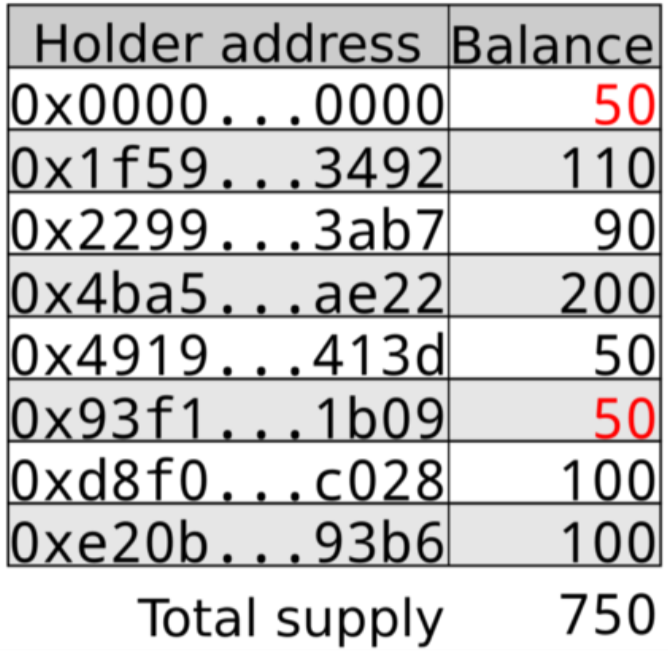 Holder address Balance
0x0000...0000 50
0x1f59...3492 110
0x2299...3ab7 90
0x4ba5...ae22 200
0x4919...413d 50
0x93f1...1b09 50
0xd8f0...c028 100
0xe20b...93b6 100
Total supply 750